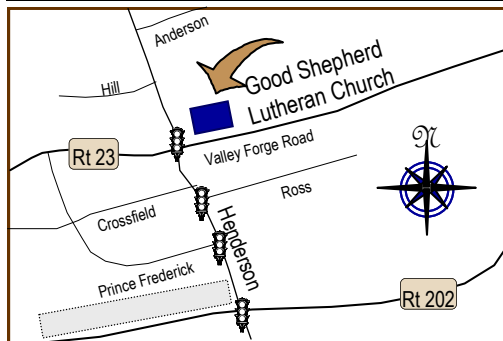 Anderson
Hill
Good Shepherd
Lutheran Church
Rt 23
Valley Forge Road
N
Ross
Crossfield
Henderson
Prince Frederick
Rt 202